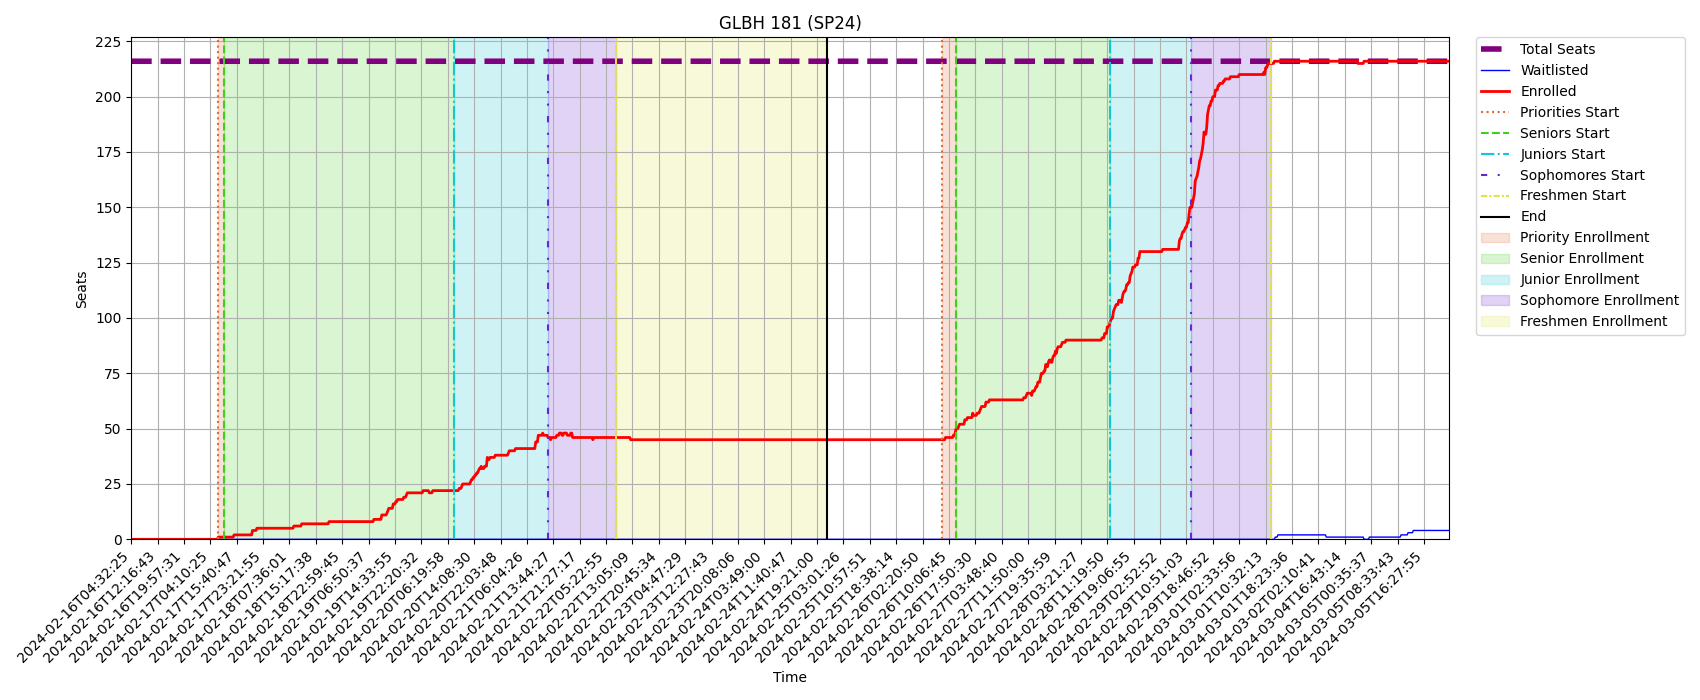 GLBH 181 (SP24)
225
200
175
150
125
100
75
50
25
0
Seats
2024-02-16T04:32:25
2024-02-16T12:16:43
2024-02-16T19:57:31
2024-02-17T04:10:25
2024-02-17T15:40:47
2024-02-17T23:21:55
2024-02-18T07:36:01
2024-02-18T15:17:38
2024-02-18T22:59:45
2024-02-19T06:50:37
2024-02-19T14:33:55
2024-02-19T22:20:32
2024-02-20T06:19:58
2024-02-20T14:08:30
2024-02-20T22:03:48
2024-02-21T06:04:26
2024-02-21T13:44:27
2024-02-21T21:27:17
2024-02-22T05:22:55
2024-02-22T13:05:09
2024-02-22T20:45:34
2024-02-23T04:47:29
2024-02-23T12:27:43
2024-02-23T20:08:06
2024-02-24T03:49:00
2024-02-24T11:40:47
2024-02-24T19:21:00
2024-02-25T03:01:26
2024-02-25T10:57:51
2024-02-25T18:38:14
2024-02-26T02:20:50
2024-02-26T10:06:45
2024-02-26T17:50:30
2024-02-27T03:48:40
2024-02-27T11:50:00
2024-02-27T19:35:59
2024-02-28T03:21:27
2024-02-28T11:19:50
2024-02-28T19:06:55
2024-02-29T02:52:52
2024-02-29T10:51:03
2024-02-29T18:46:52
2024-03-01T02:33:56
2024-03-01T10:32:13
2024-03-01T18:23:36
2024-03-02T02:10:41
2024-03-04T16:43:14
2024-03-05T00:35:37
2024-03-05T08:33:43
2024-03-05T16:27:55
Time
Total Seats
Waitlisted
Enrolled
Priorities Start
Seniors Start
Juniors Start
Sophomores Start
Freshmen Start
End
Priority Enrollment
Senior Enrollment
Junior Enrollment
Sophomore Enrollment
Freshmen Enrollment